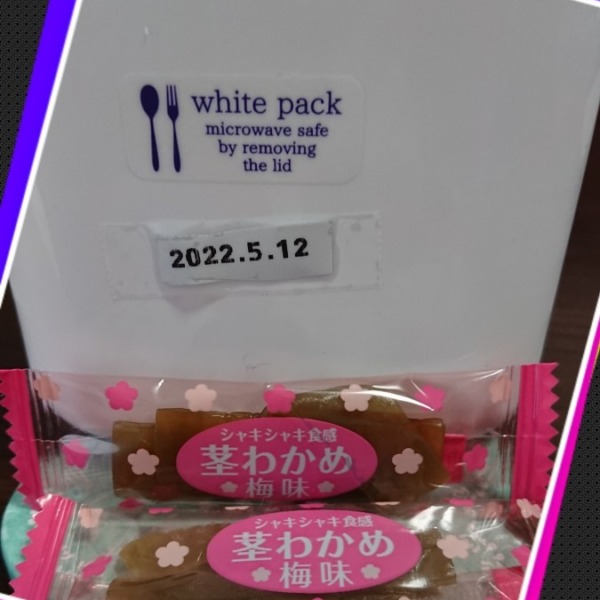 white pack
microwave safe
by removing
the lid
2022.5.12
シャキシャキ食感
茎わかめ
梅味
シャキシャキ食感
茎わかめ
梅味